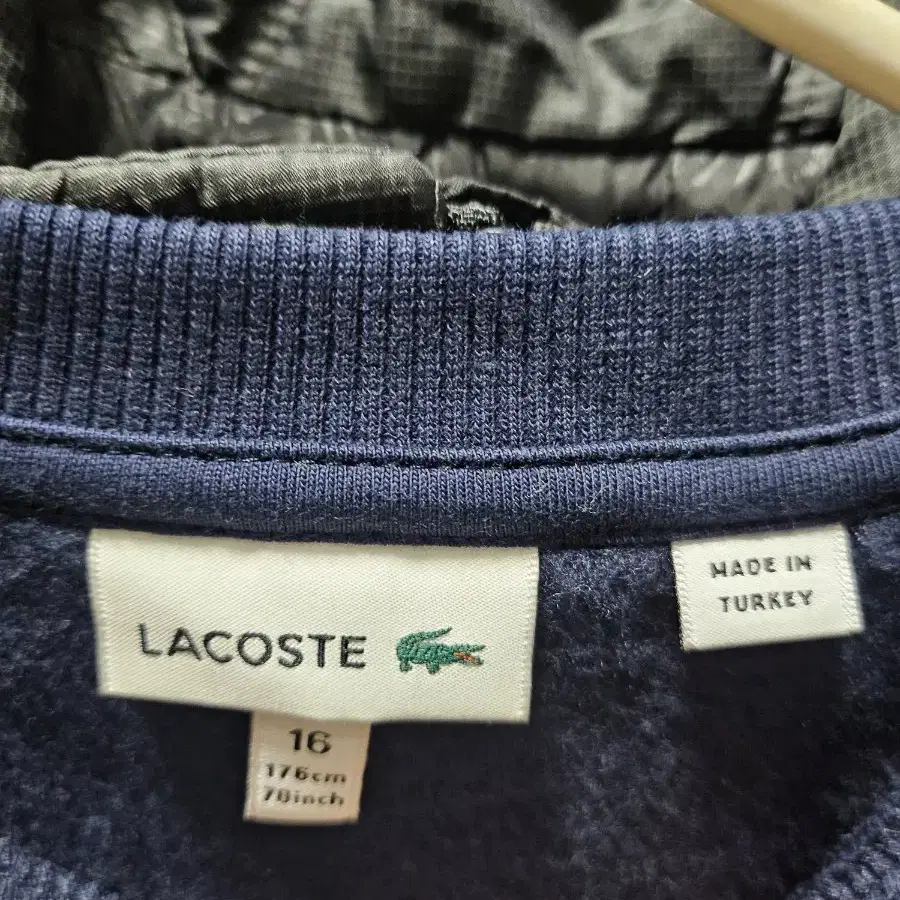 LACOSTE
MADE IN
TURKEY
16
176cm
70inch